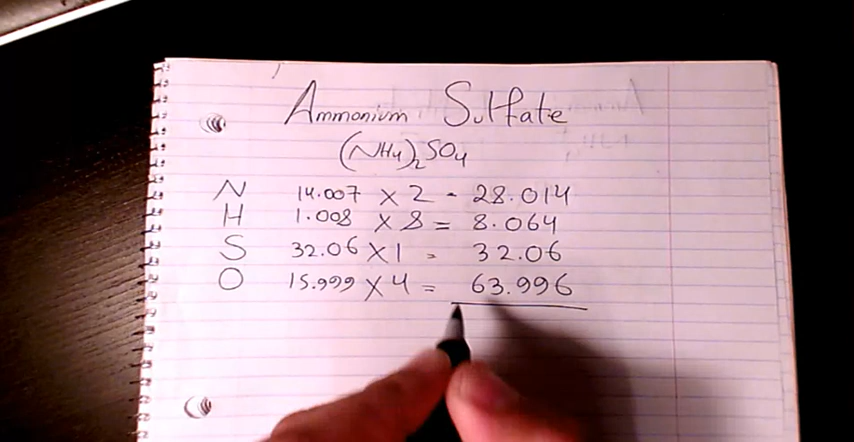 Ammonium Sulfate
(NH4)2SO4
N 14.007 × 2 - 28.014
H 1.008 × 8 = 8.064
S 32.06 × 1 = 32.06
O 15.999 × 4 = 63.996